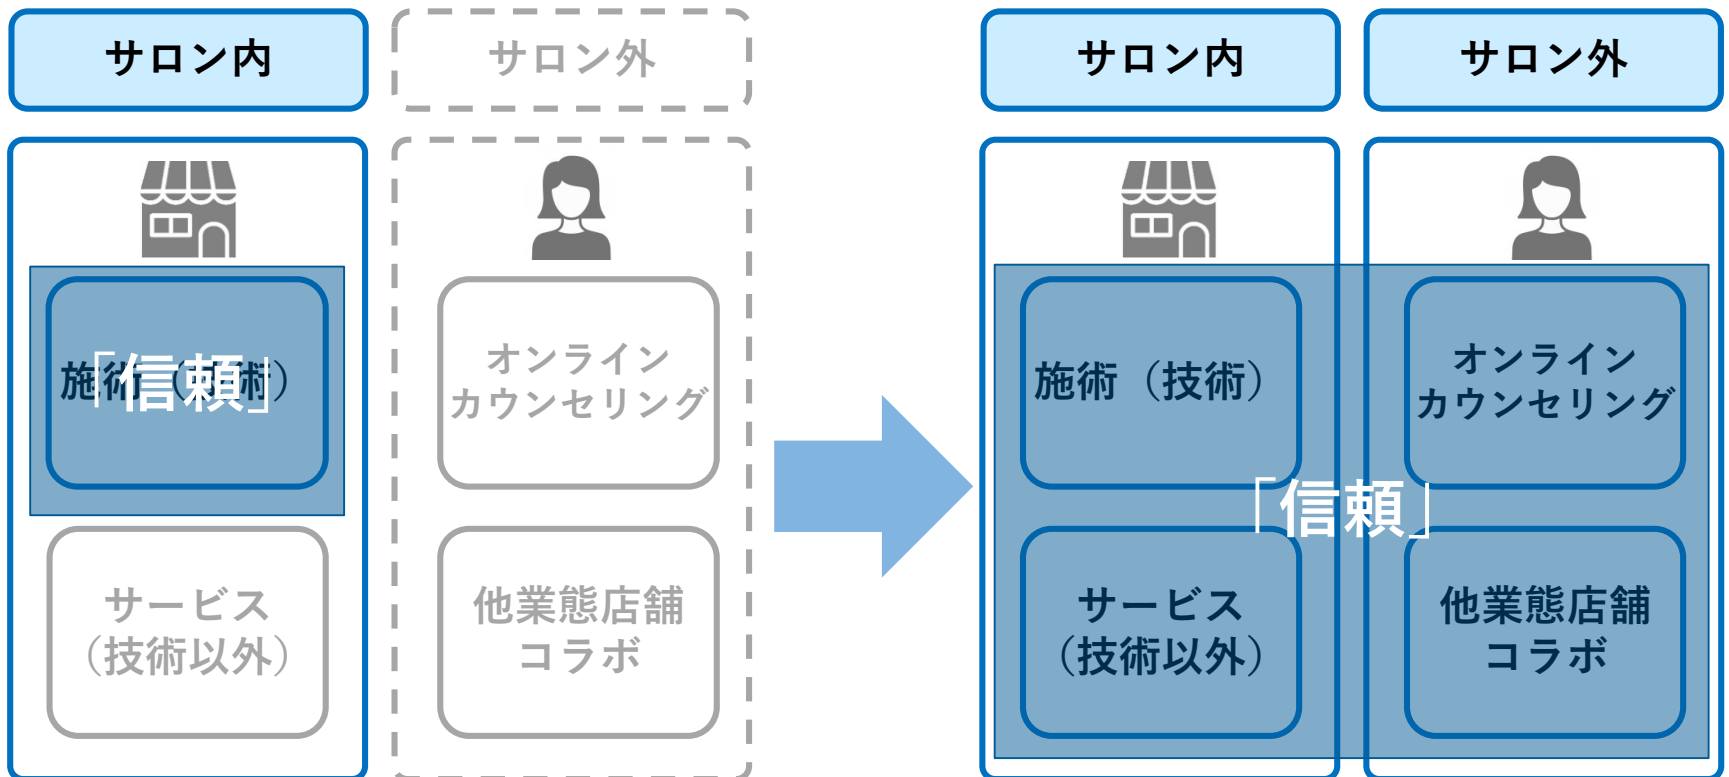 サロン内
サロン外
施術（技術）
「信頼」
オンライン
カウンセリング
サービス
（技術以外）
他業態店舗
コラボ
サロン内
サロン外
施術（技術）
オンライン
カウンセリング
「信頼」
サービス
（技術以外）
他業態店舗
コラボ